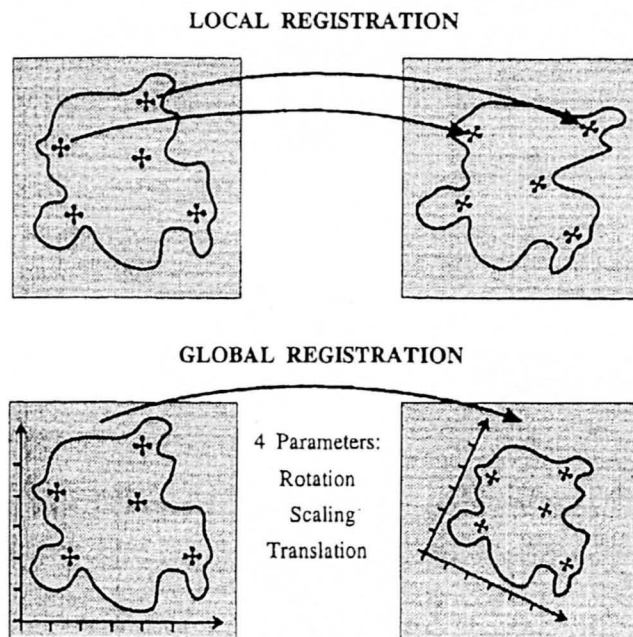 LOCAL REGISTRATION
GLOBAL REGISTRATION
4 Parameters:
Rotation
Scaling
Translation